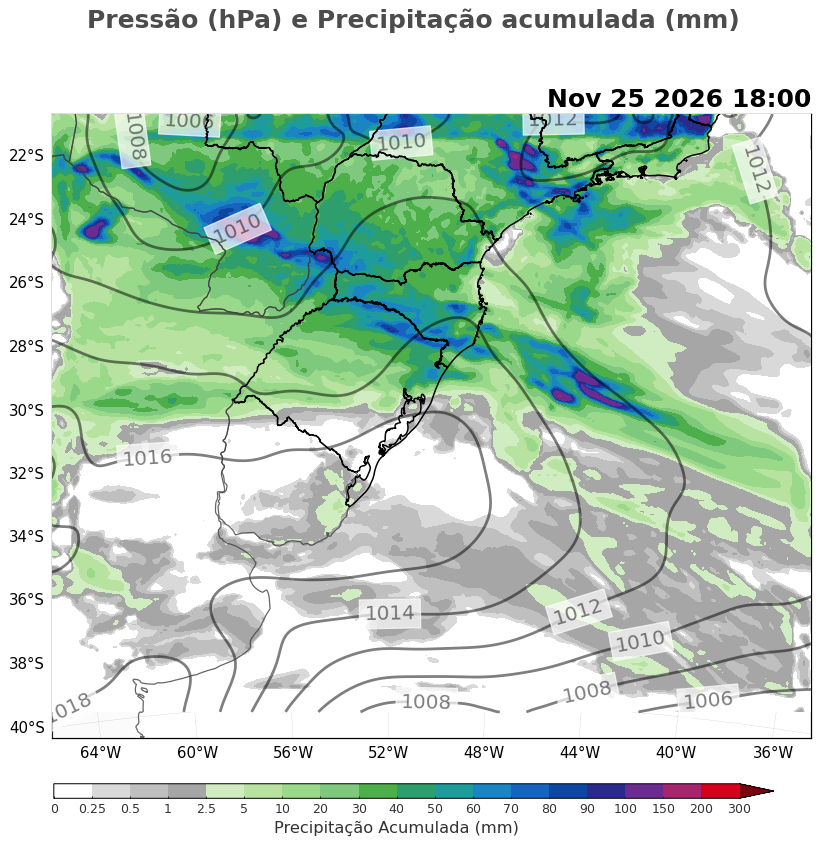 Pressão (hPa) e Precipitação acumulada (mm)
Nov 25 2026 18:00
1006
1012
1008
1010
1012
22°S
24°S
1010
26°S
28°S
30°S
1016
32°S
34°S
36°S
1014
1012
1010
38°S
1018
1008
1008
1006
40°S
64°W 60°W 56°W 52°W 48°W 44°W 40°W 36°W
0 0.25 0.5 1 2.5 5 10 20 30 40 50 60 70 80 90 100 150 200 300
Precipitação Acumulada (mm)